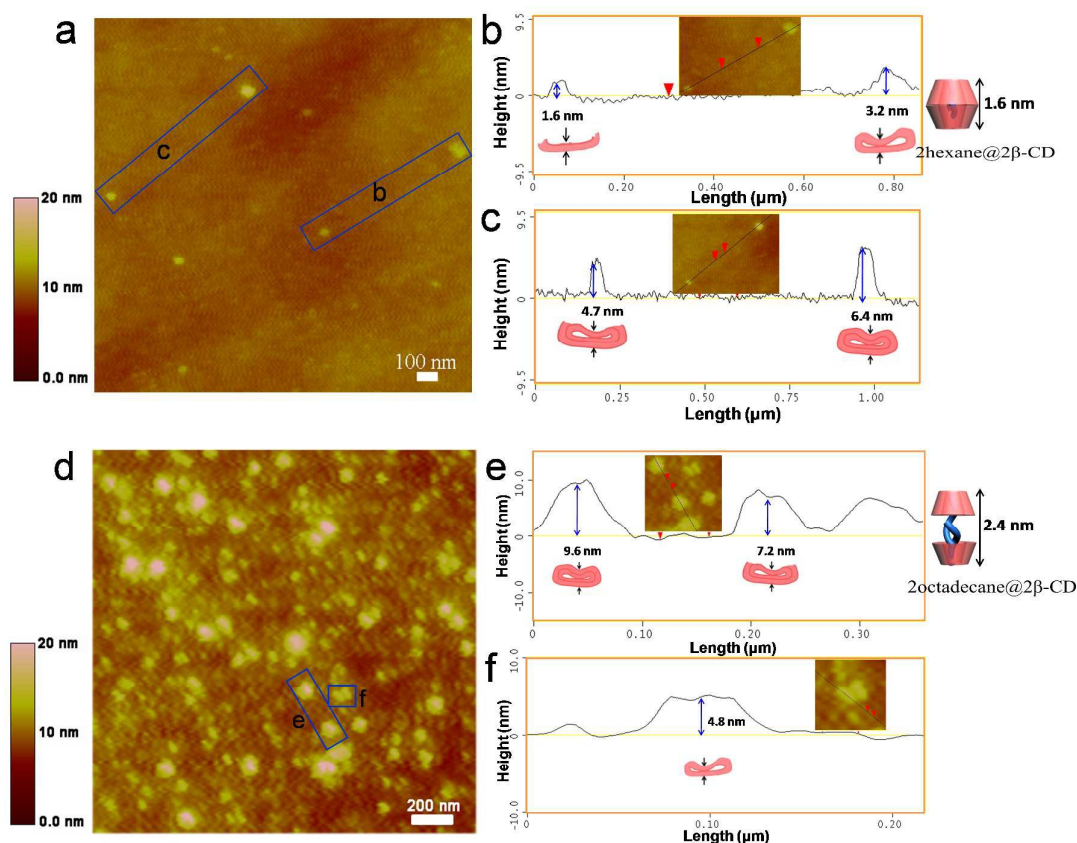 a
c
b
20 nm
10 nm
0.0 nm
100 nm
b
Height (nm)
9.5
0
-9.5
1.6 nm
3.2 nm
0
0.20
0.40
0.60
0.80
Length (µm)
1.6 nm
2hexane@2β-CD
c
Height (nm)
9.5
0
-9.5
4.7 nm
6.4 nm
0
0.25
0.50
0.75
1.00
Length (µm)
d
e
f
20 nm
10 nm
0.0 nm
200 nm
e
Height (nm)
10.0
0
-10.0
9.6 nm
7.2 nm
0
0.10
0.20
0.30
Length (µm)
2.4 nm
2octadecane@2β-CD
f
Height (nm)
10.0
0
-10.0
4.8 nm
0
0.10
0.20
Length (µm)